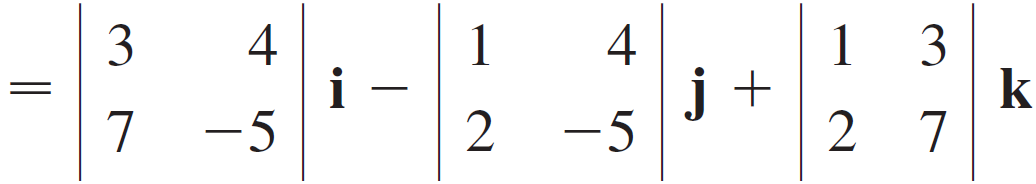 = | 3 4 | i − | 1 4 | j + | 1 3 | k
| 7 −5 | | 2 −5 | | 2 7 |